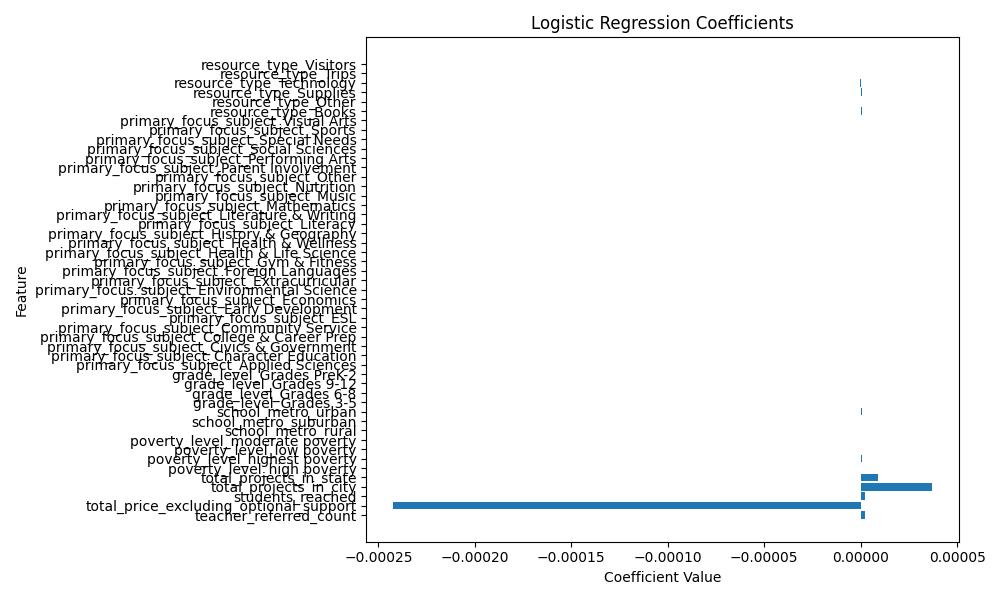 Logistic Regression Coefficients
resource_type_Visitors
resource_type_Trips
resource_type_Technology
resource_type_Supplies
resource_type_Other
resource_type_Books
primary_focus_subject_Visual Arts
primary_focus_subject_Sports
primary_focus_subject_Special Needs
primary_focus_subject_Social Sciences
primary_focus_subject_Performing Arts
primary_focus_subject_Parent Involvement
primary_focus_subject_Other
primary_focus_subject_Nutrition
primary_focus_subject_Music
primary_focus_subject_Mathematics
primary_focus_subject_Literature & Writing
primary_focus_subject_Literacy
primary_focus_subject_History & Geography
primary_focus_subject_Health & Wellness
primary_focus_subject_Health & Life Science
primary_focus_subject_Gym & Fitness
primary_focus_subject_Foreign Languages
primary_focus_subject_Extracurricular
primary_focus_subject_Environmental Science
primary_focus_subject_Economics
primary_focus_subject_Early Development
primary_focus_subject_ESL
primary_focus_subject_Community Service
primary_focus_subject_College & Career Prep
primary_focus_subject_Civics & Government
primary_focus_subject_Character Education
primary_focus_subject_Applied Sciences
grade_level_Grades PreK-2
grade_level_Grades 9-12
grade_level_Grades 6-8
grade_level_Grades 3-5
school_metro_urban
school_metro_suburban
school_metro_rural
poverty_level_moderate poverty
poverty_level_low poverty
poverty_level_highest poverty
poverty_level_high poverty
total_projects_in_state
total_projects_in_city
students_reached
total_price_excluding_optional_support
teacher_referred_count
Feature
−0.00025 −0.00020 −0.00015 −0.00010 −0.00005 0.00000 0.00005
Coefficient Value